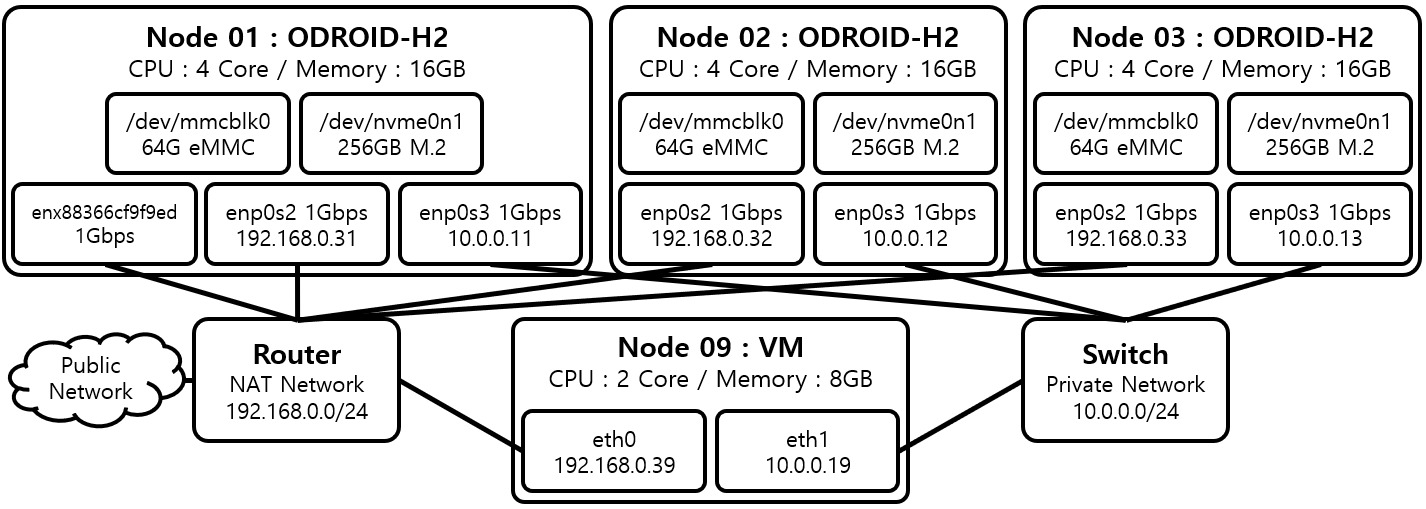 Node 01 : ODROID-H2
CPU : 4 Core / Memory : 16GB
/dev/mmcblk0
64G eMMC
/dev/nvme0n1
256GB M.2
enx88366cf9f9ed
1Gbps
enp0s2 1Gbps
192.168.0.31
enp0s3 1Gbps
10.0.0.11
Node 02 : ODROID-H2
CPU : 4 Core / Memory : 16GB
/dev/mmcblk0
64G eMMC
/dev/nvme0n1
256GB M.2
enp0s2 1Gbps
192.168.0.32
enp0s3 1Gbps
10.0.0.12
Node 03 : ODROID-H2
CPU : 4 Core / Memory : 16GB
/dev/mmcblk0
64G eMMC
/dev/nvme0n1
256GB M.2
enp0s2 1Gbps
192.168.0.33
enp0s3 1Gbps
10.0.0.13
Public
Network
Router
NAT Network
192.168.0.0/24
Node 09 : VM
CPU : 2 Core / Memory : 8GB
eth0
192.168.0.39
eth1
10.0.0.19
Switch
Private Network
10.0.0.0/24